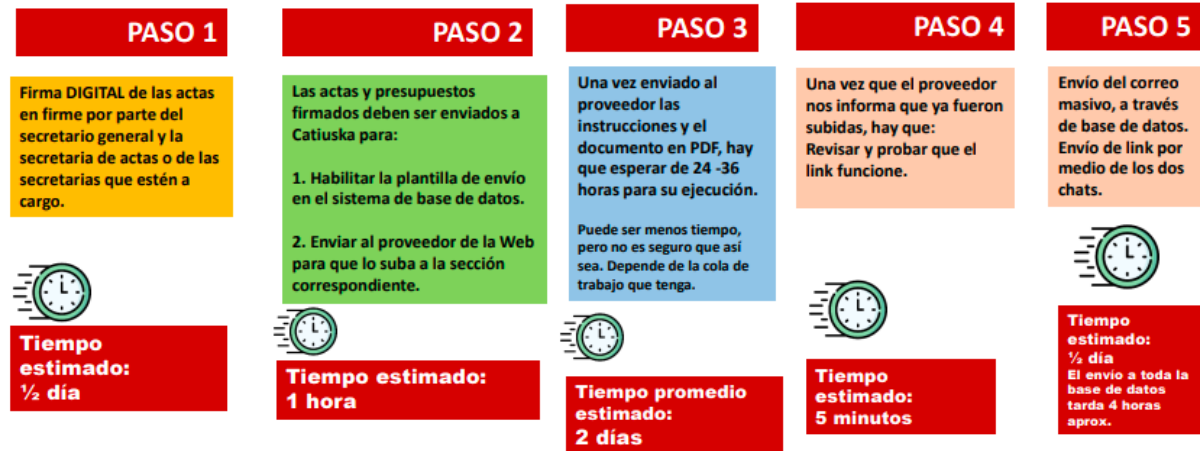 PASO 1
Firma DIGITAL de las actas
en firme por parte del
secretario general y la
secretaria de actas o de las
secretarias que estén a
cargo.
Tiempo
estimado:
½ día
PASO 2
Las actas y presupuestos
firmados deben ser enviados a
Catiuska para:
1. Habilitar la plantilla de envío
en el sistema de base de datos.
2. Enviar al proveedor de la Web
para que lo suba a la sección
correspondiente.
Tiempo estimado:
1 hora
PASO 3
Una vez enviado al
proveedor las
instrucciones y el
documento en PDF, hay
que esperar de 24 -36
horas para su ejecución.
Puede ser menos tiempo,
pero no es seguro que así
sea. Depende de la cola de
trabajo que tenga.
Tiempo promedio
estimado:
2 días
PASO 4
Una vez que el proveedor
nos informa que ya fueron
subidas, hay que:
Revisar y probar que el
link funcione.
Tiempo
estimado:
5 minutos
PASO 5
Envío del correo
masivo, a través
de base de datos.
Envío de link por
medio de los dos
chats.
Tiempo
estimado:
½ día
El envío a toda la
base de datos
tarda 4 horas
aprox.